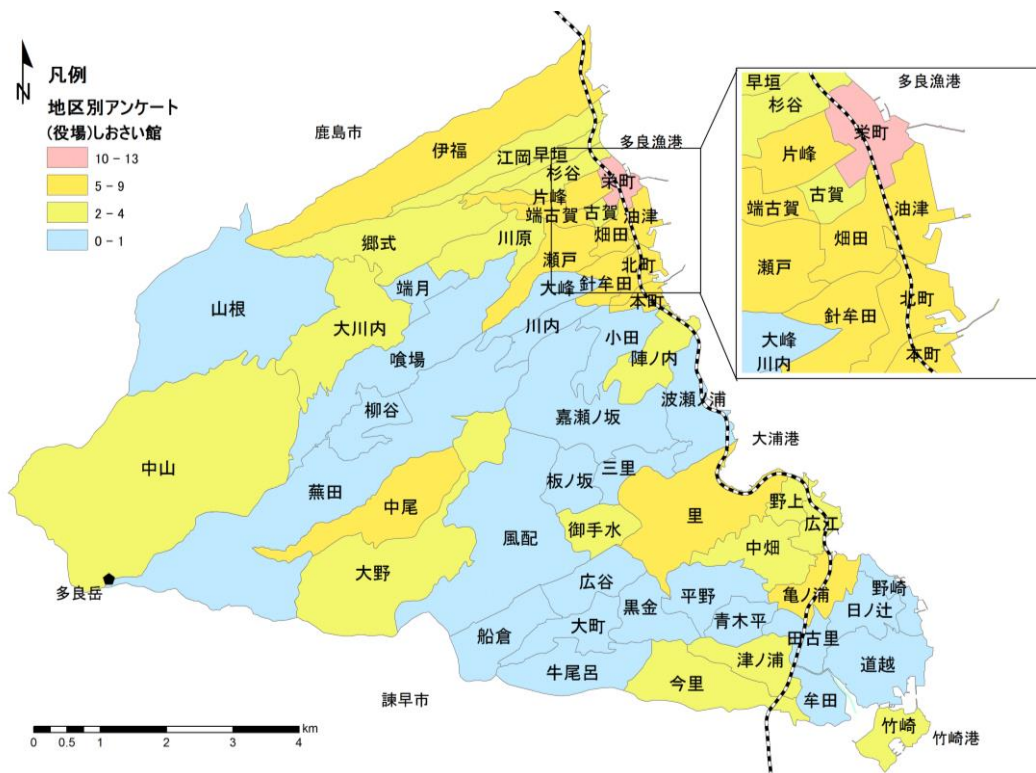 N
凡例
地区別アンケート
(役場)しおさい館
10 - 13
5 - 9
2 - 4
0 - 1
鹿島市
多良漁港
伊福
江岡
早垣
杉谷
栄町
片峰
端古賀
古賀
油津
郷式
川原
畑田
瀬戸
北町
山根
端月
大峰
針牟田
本町
大川内
川内
小田
喰場
陣ノ内
柳谷
嘉瀬ノ坂
波瀬ノ浦
大浦港
中山
三里
板ノ坂
蕪田
中尾
里
野上
広江
御手水
風配
中畑
大野
多良岳
広谷
平野
亀ノ浦
野崎
黒金
日ノ辻
大町
青木平
船倉
田古里
津ノ浦
道越
牛尾呂
今里
牟田
諫早市
竹崎
竹崎港
km
0 0.5 1 2 3 4
早垣
多良漁港
杉谷
栄町
片峰
古賀
端古賀
油津
畑田
瀬戸
北町
針牟田
大峰
本町
川内